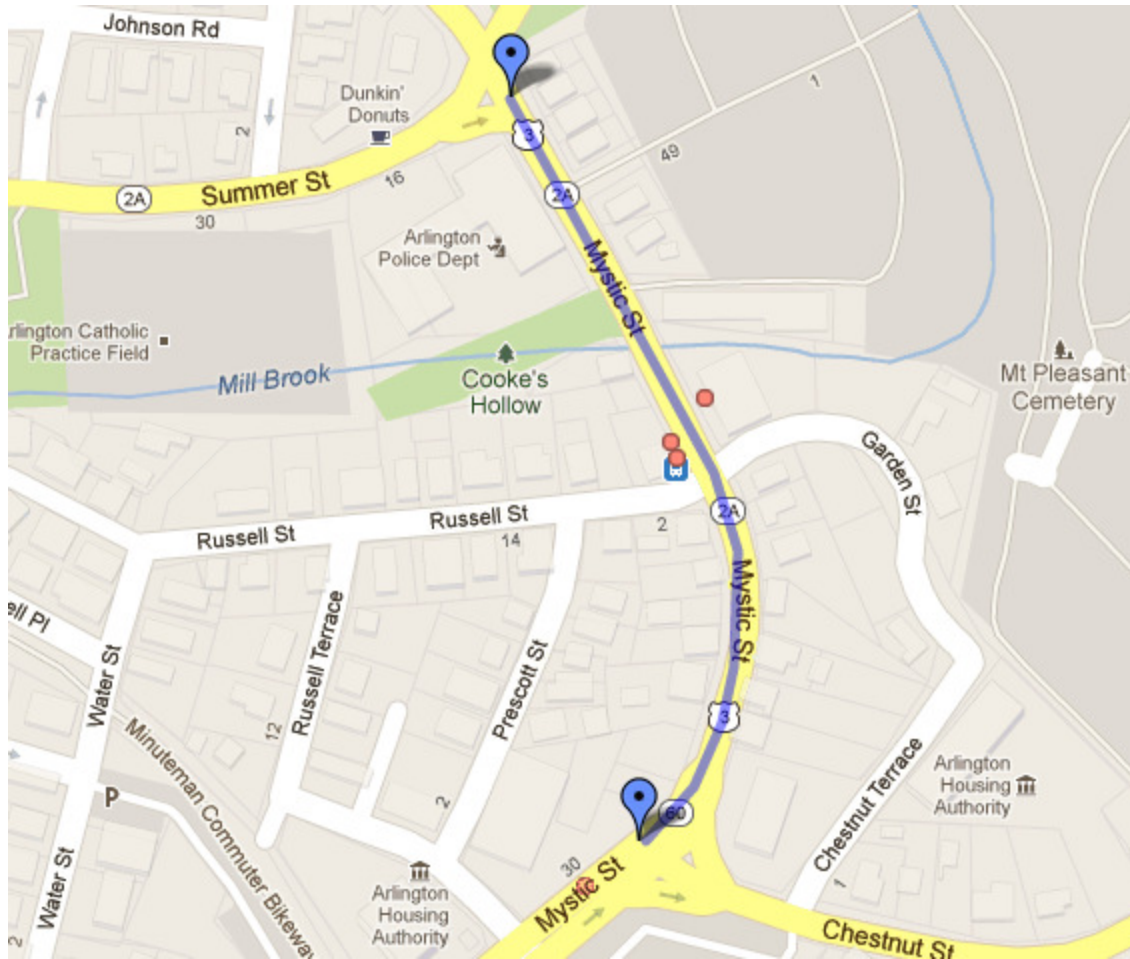 Johnson Rd
Dunkin'
Donuts
2
1
3
49
2A
Summer St
16
2A
30
Arlington
Police Dept
Mystic St
rlington Catholic
Practice Field
Mill Brook
Cooke's
Hollow
Mt Pleasant
Cemetery
Garden St
Russell St
Russell St
14
2
2A
Mystic St
ell Pl
Water St
Russell Terrace
Prescott St
12
3
Minuteman Commuter Bikeway
P
2
60
Chestnut Terrace
Arlington
Housing
Authority
30
Mystic St
1
Arlington
Housing
Authority
Water St
2
Chestnut St